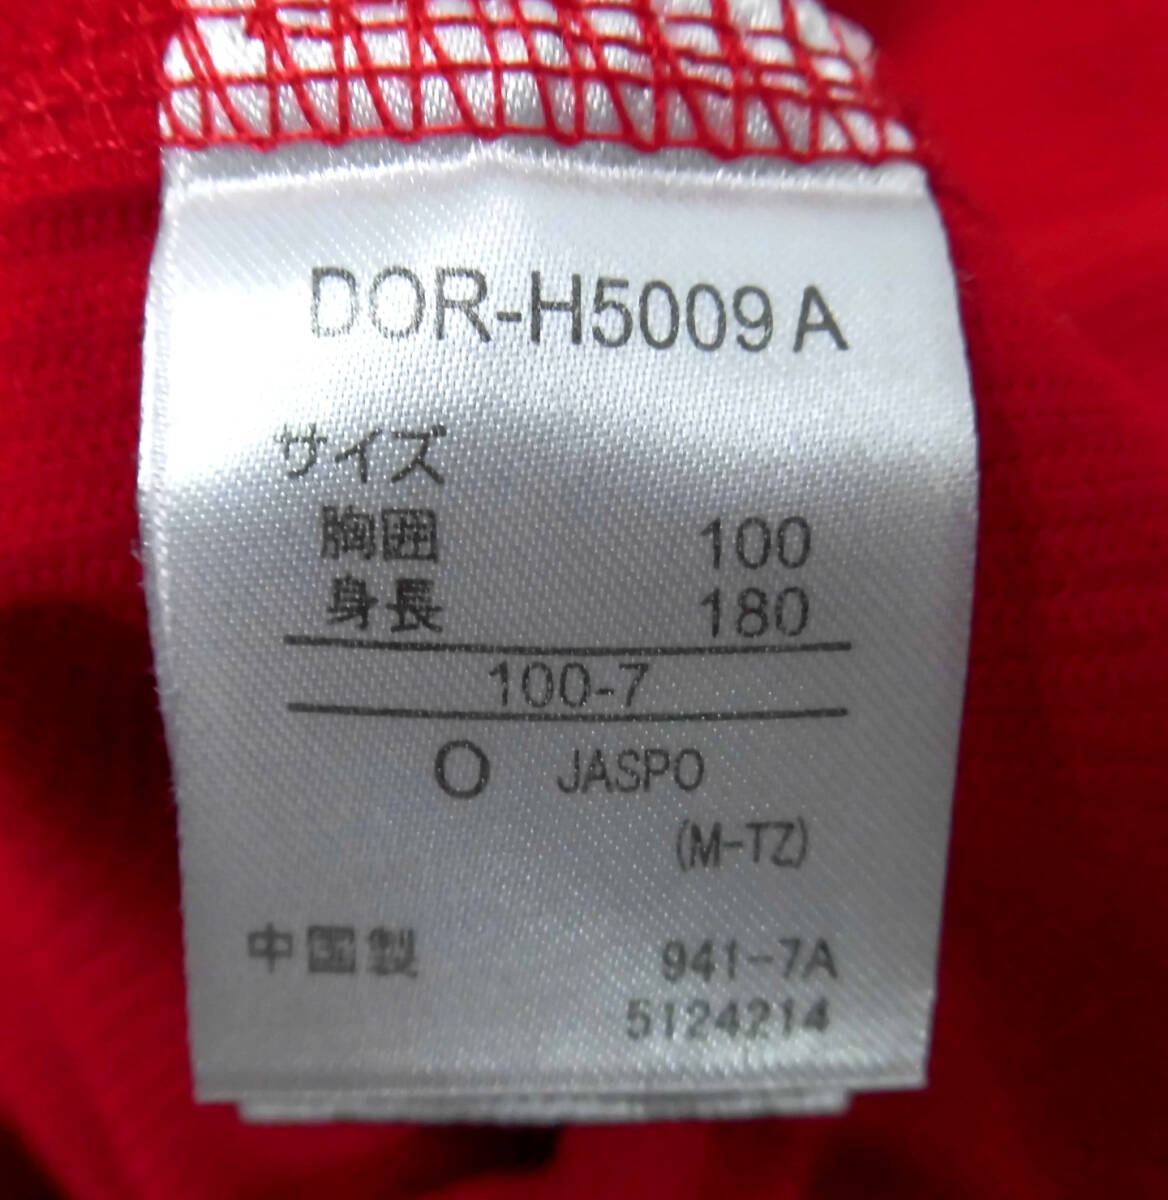 DOR-H5009 A
サイズ
胸囲 100
身長 180
100-7
O JASPO
(M-TZ)
中国製 941-7A
5124214